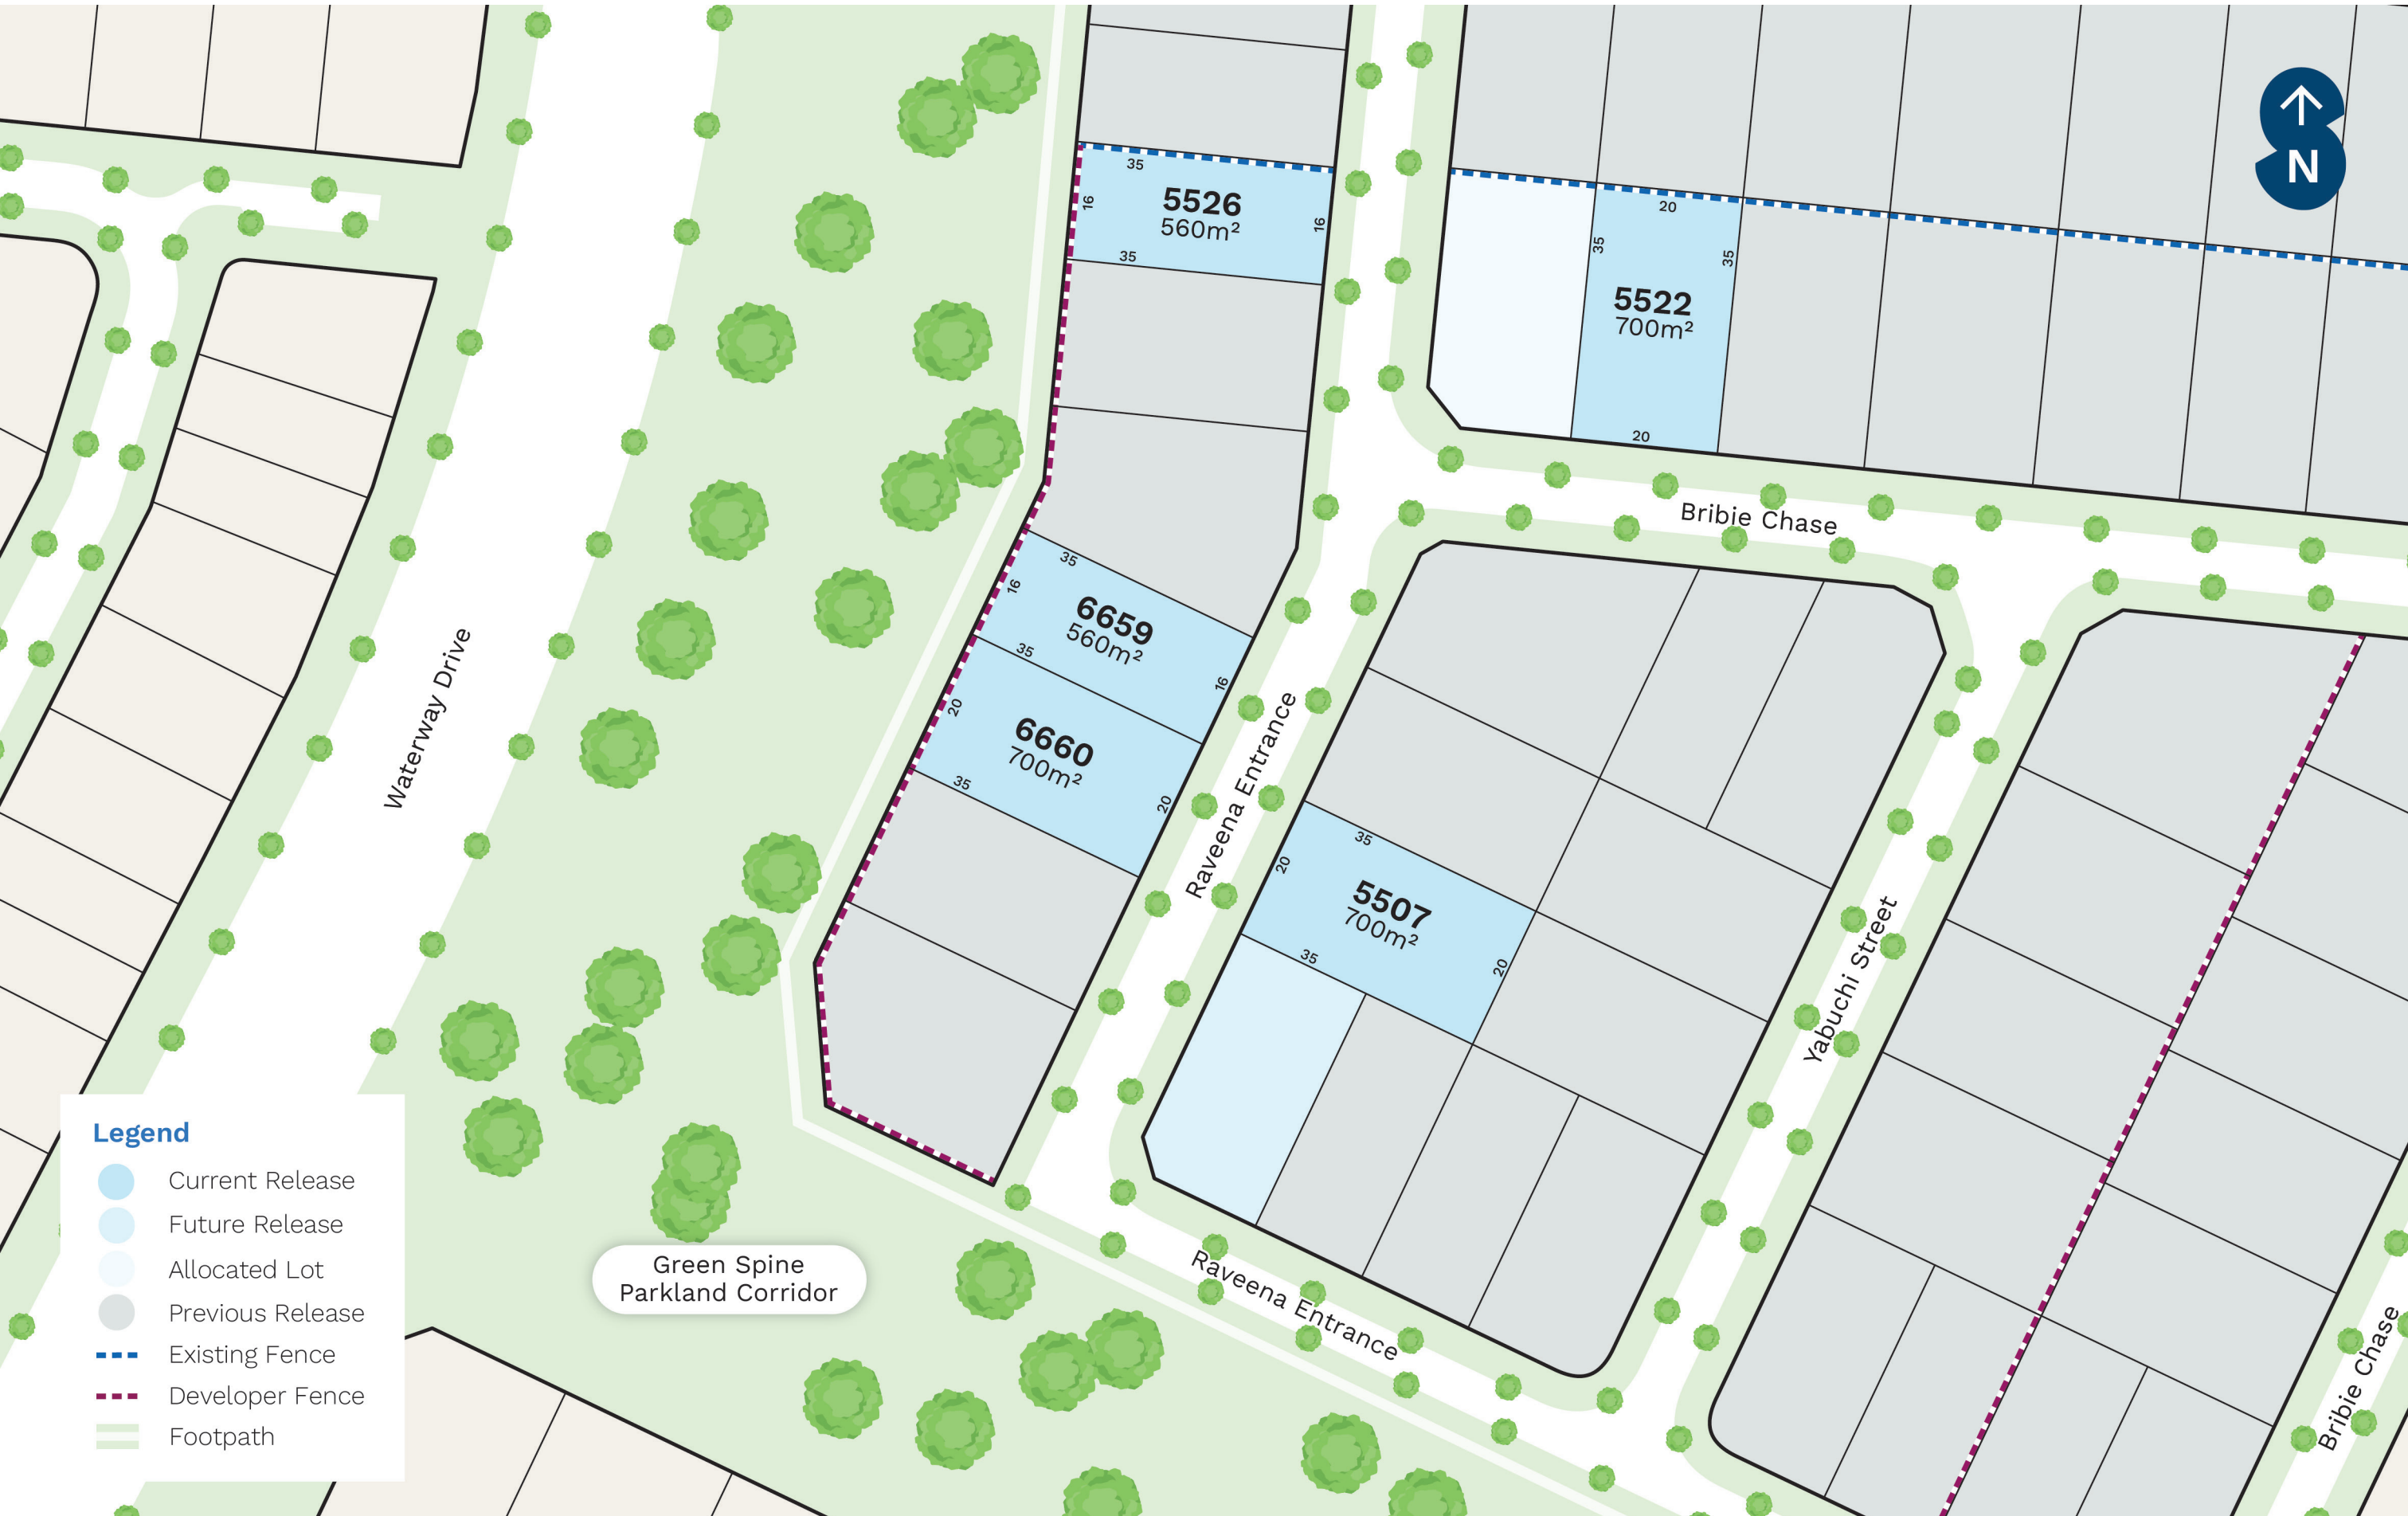 N
35
16
5526
560m²
16
35
20
35
35
5522
700m²
20
Bribie Chase
35
16
6659
560m²
16
35
20
6660
700m²
20
35
Waterway Drive
Raveena Entrance
35
20
5507
700m²
20
35
Yabuchi Street
Raveena Entrance
Bribie Chase
Green Spine
Parkland Corridor
Legend
Current Release
Future Release
Allocated Lot
Previous Release
Existing Fence
Developer Fence
Footpath